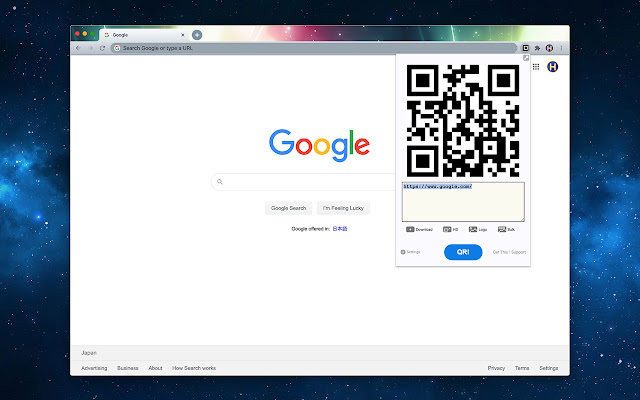 Google
Search Google or type a URL
Google
https://www.google.com/
Download
HD
Logo
Bulk
Google Search
I'm Feeling Lucky
Settings
QR!
Get This! Support
Google offered in: 日本語
Japan
Advertising
Business
About
How Search works
Privacy
Terms
Settings